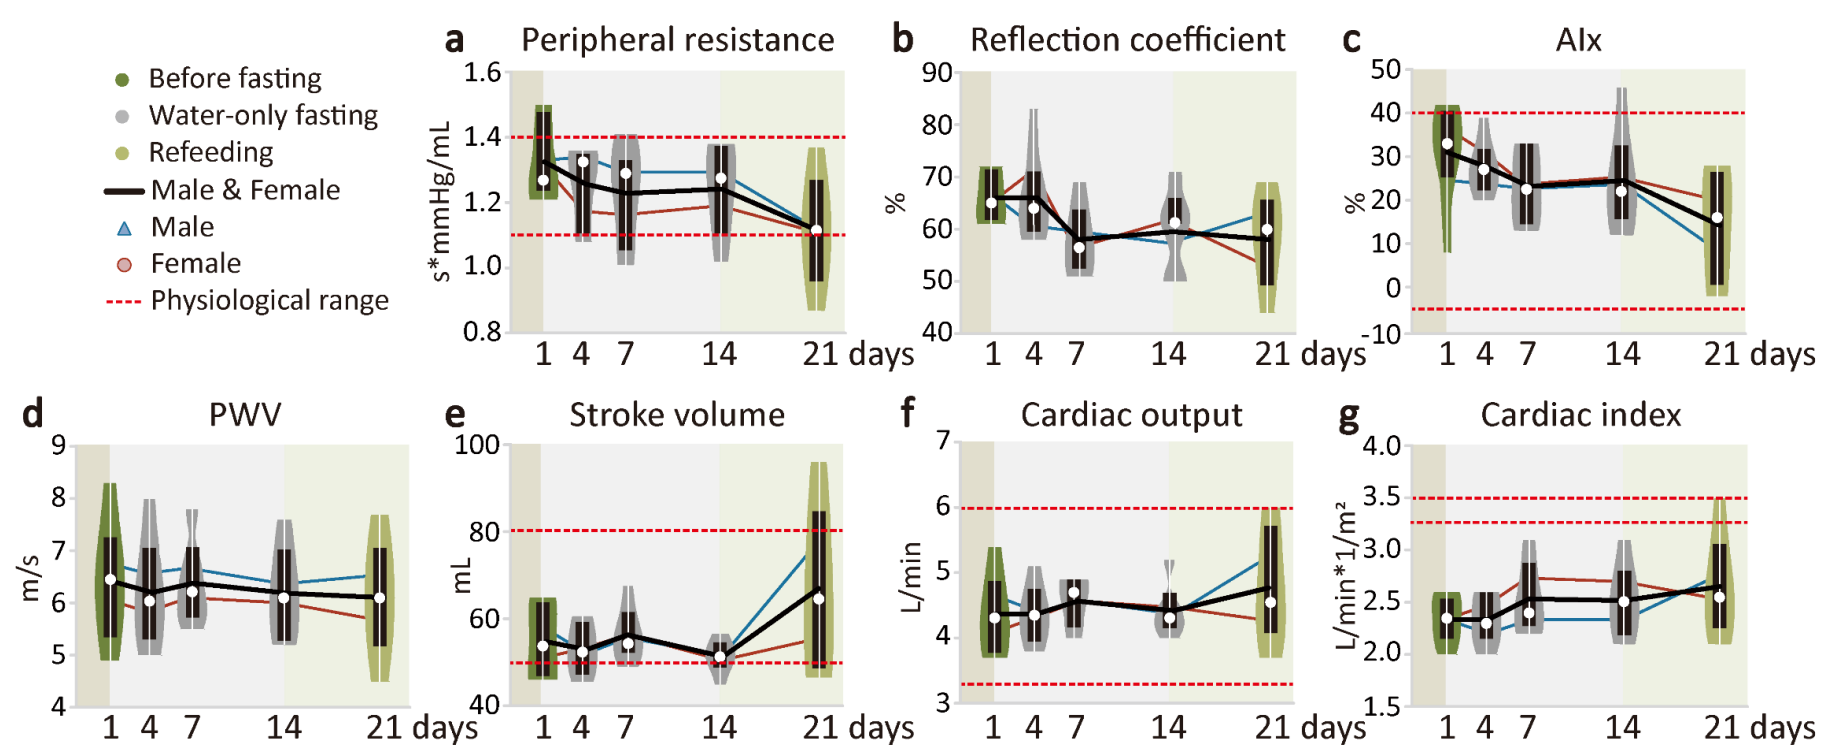 Before fasting
Water-only fasting
Refeeding
Male & Female
Male
Female
Physiological range
a Peripheral resistance
s*mmHg/mL
1.6
1.4
1.2
1.0
0.8
1 4 7 14 21 days
b Reflection coefficient
%
90
80
70
60
50
40
1 4 7 14 21 days
c AIx
%
50
40
30
20
10
0
-10
1 4 7 14 21 days
d PWV
m/s
9
8
7
6
5
4
1 4 7 14 21 days
e Stroke volume
mL
100
80
60
40
1 4 7 14 21 days
f Cardiac output
L/min
7
6
5
4
3
1 4 7 14 21 days
g Cardiac index
L/min*1/m²
4.0
3.5
3.0
2.5
2.0
1.5
1 4 7 14 21 days